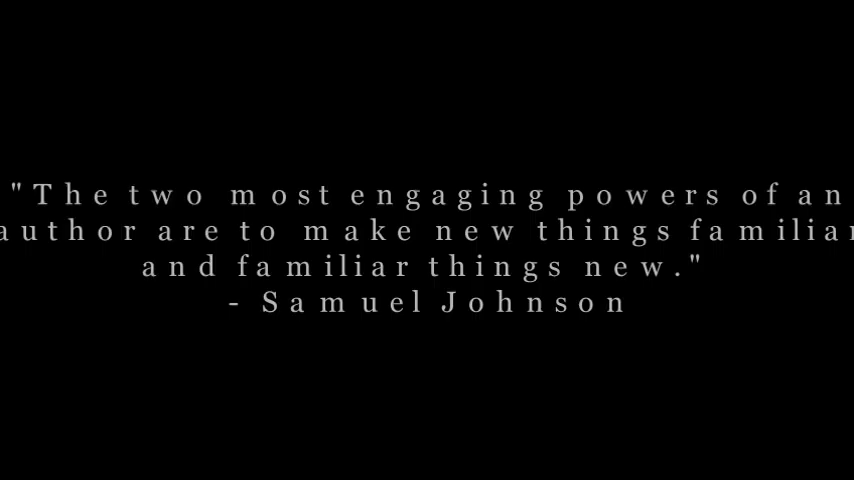 "The two most engaging powers of an
author are to make new things familiar
and familiar things new."
- Samuel Johnson